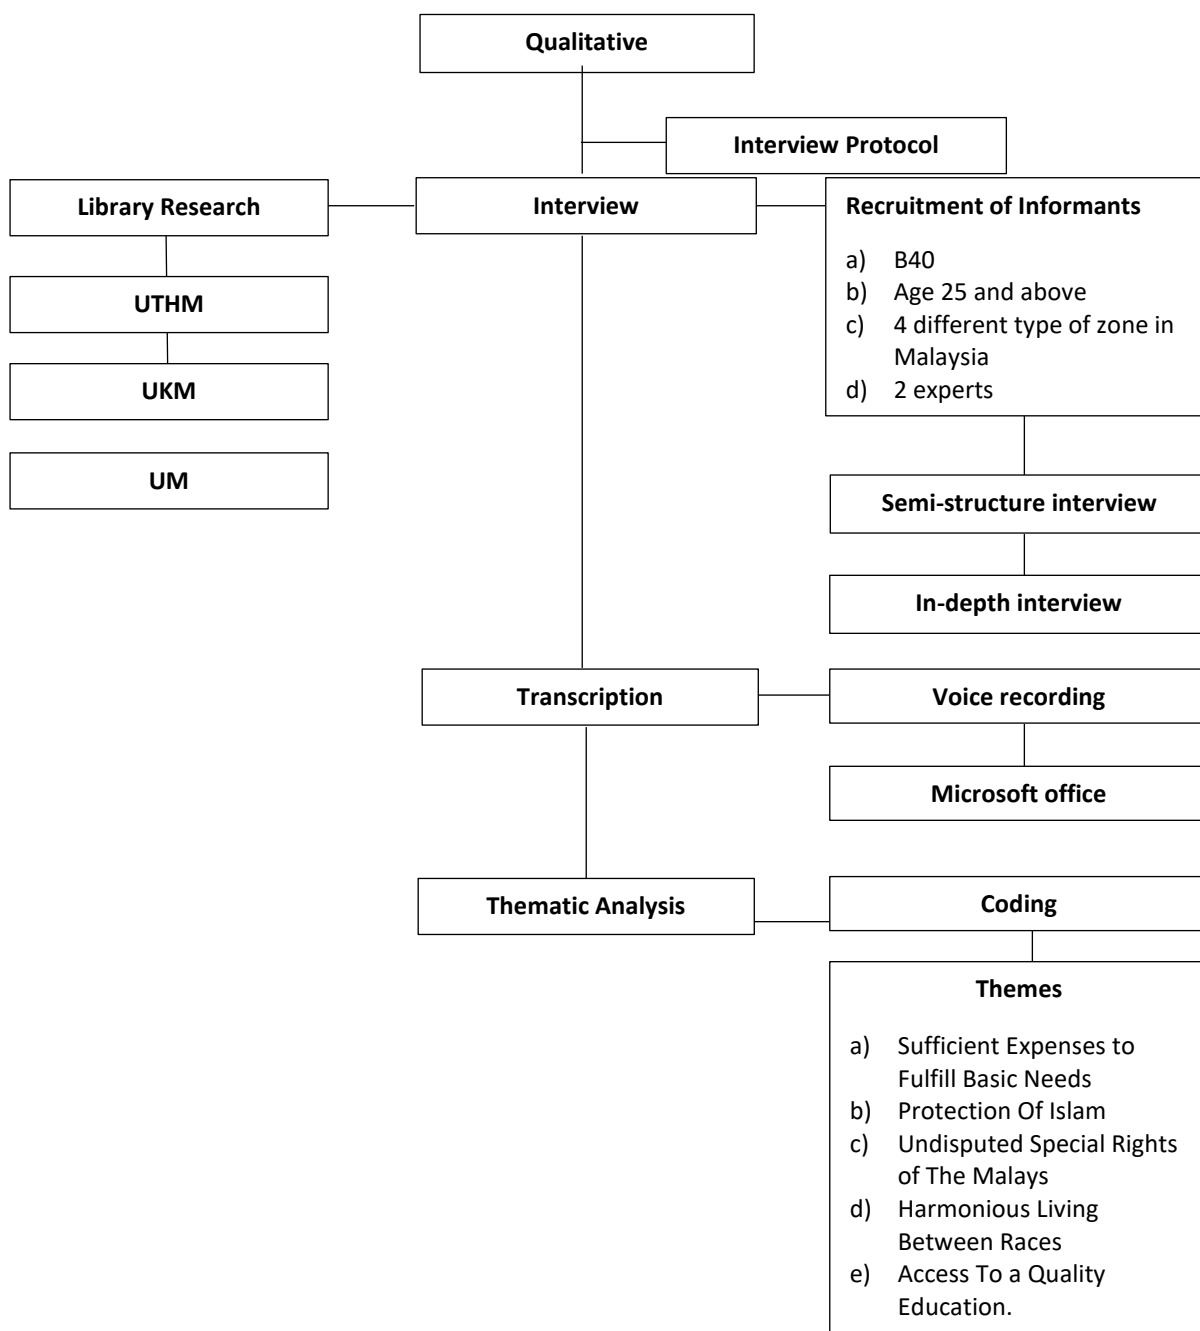 Qualitative
Interview Protocol
Library Research
Interview
Recruitment of Informants
a) B40
b) Age 25 and above
c) 4 different type of zone in
Malaysia
d) 2 experts
UTHM
UKM
UM
Semi-structure interview
In-depth interview
Transcription
Voice recording
Microsoft office
Thematic Analysis
Coding
Themes
a) Sufficient Expenses to
Fulfill Basic Needs
b) Protection Of Islam
c) Undisputed Special Rights
of The Malays
d) Harmonious Living
Between Races
e) Access To a Quality
Education.